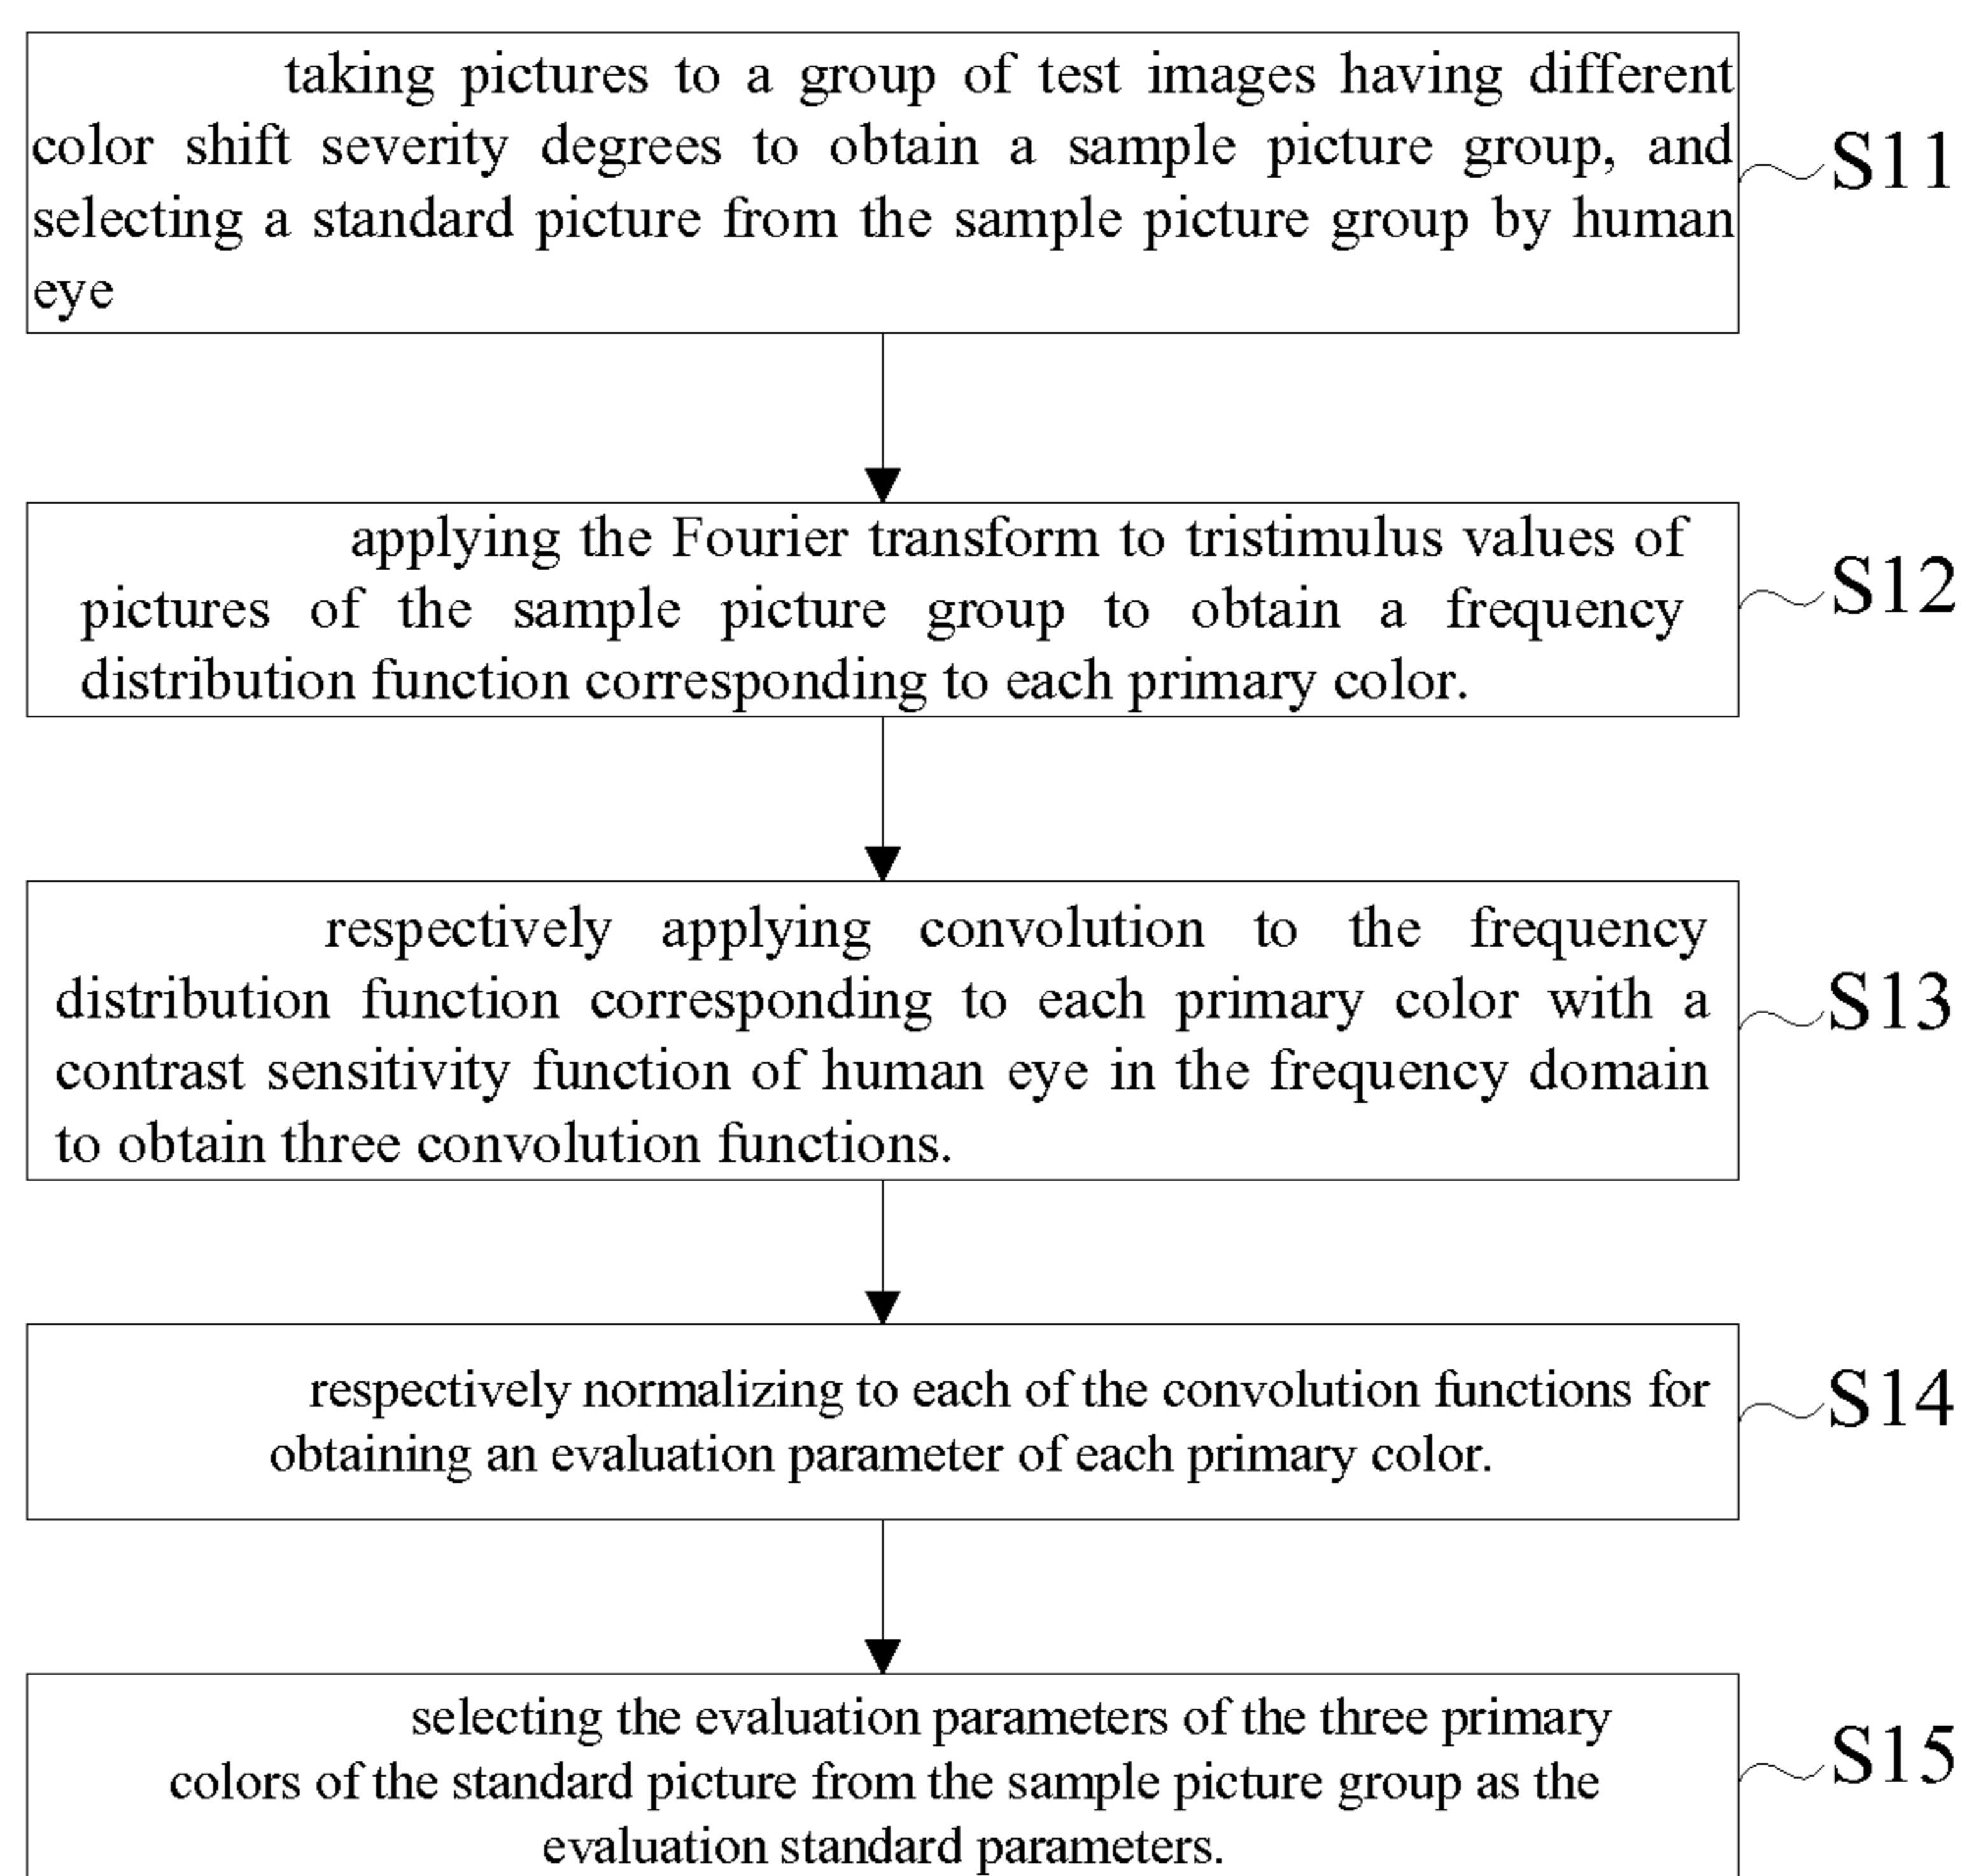 taking pictures to a group of test images having different
color shift severity degrees to obtain a sample picture group, and
selecting a standard picture from the sample picture group by human
eye
S11
applying the Fourier transform to tristimulus values of
pictures of the sample picture group to obtain a frequency
distribution function corresponding to each primary color.
S12
respectively applying convolution to the frequency
distribution function corresponding to each primary color with a
contrast sensitivity function of human eye in the frequency domain
to obtain three convolution functions.
S13
respectively normalizing to each of the convolution functions for
obtaining an evaluation parameter of each primary color.
S14
selecting the evaluation parameters of the three primary
colors of the standard picture from the sample picture group as the
evaluation standard parameters.
S15